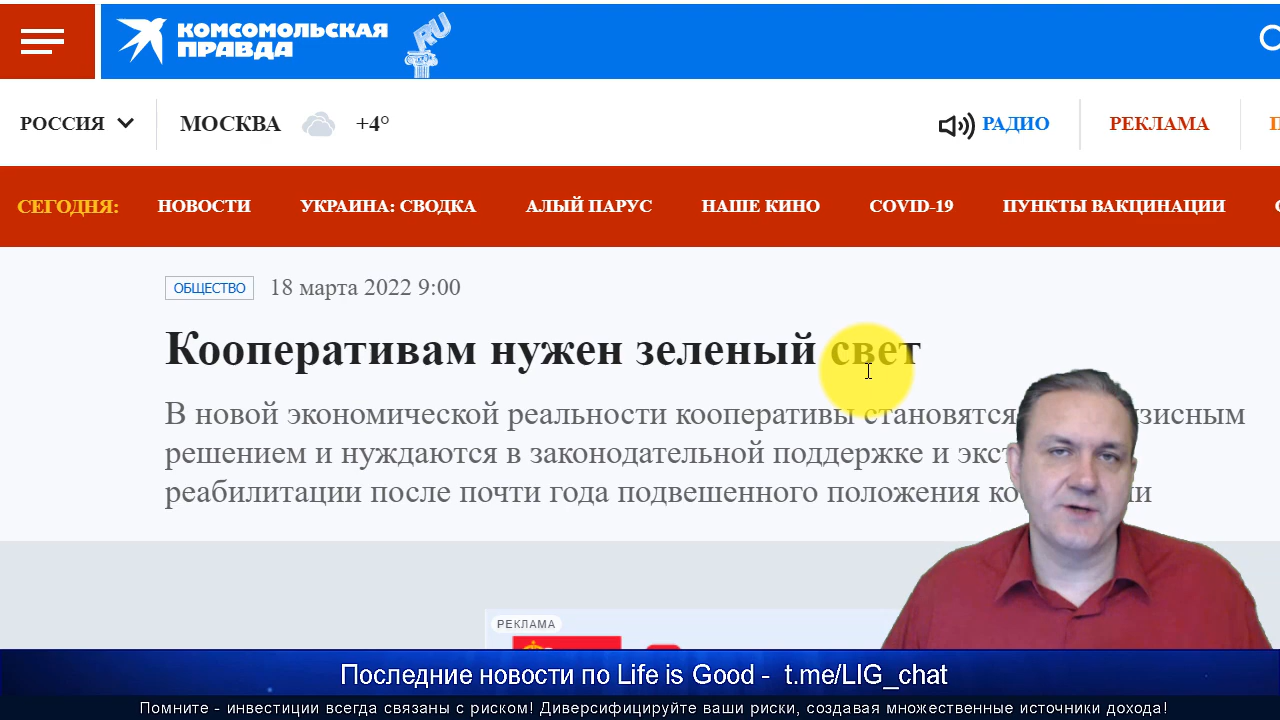 КОМСОМОЛЬСКАЯ
ПРАВДА
RU
РОССИЯ
МОСКВА +4°
РАДИО
РЕКЛАМА
СЕГОДНЯ: НОВОСТИ УКРАИНА: СВОДКА АЛЫЙ ПАРУС НАШЕ КИНО COVID-19 ПУНКТЫ ВАКЦИНАЦИИ
ОБЩЕСТВО 18 марта 2022 9:00
Кооперативам нужен зеленый свет
В новой экономической реальности кооперативы становятся
решением и нуждаются в законодательной поддержке и
реабилитации после почти года подвешенного положения
РЕКЛАМА
Последние новости по Life is Good - t.me/LIG_chat
Помните - инвестиции всегда связаны с риском! Диверсифицируйте ваши риски, создавая множественные источники дохода!